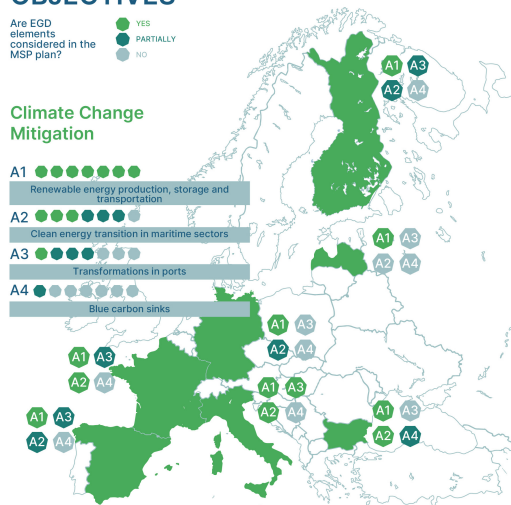 OBJECTIVES
Are EGD
elements
considered in the
MSP plan?
YES
PARTIALLY
NO
Climate Change
Mitigation
A1
Renewable energy production, storage and
transportation
A2
Clean energy transition in maritime sectors
A3
Transformations in ports
A4
Blue carbon sinks
A1 A3
A2 A4
A1 A3
A2 A4
A1 A3
A2 A4
A1 A3
A2 A4
A1 A3
A2 A4
A1 A3
A2 A4
A1 A3
A2 A4